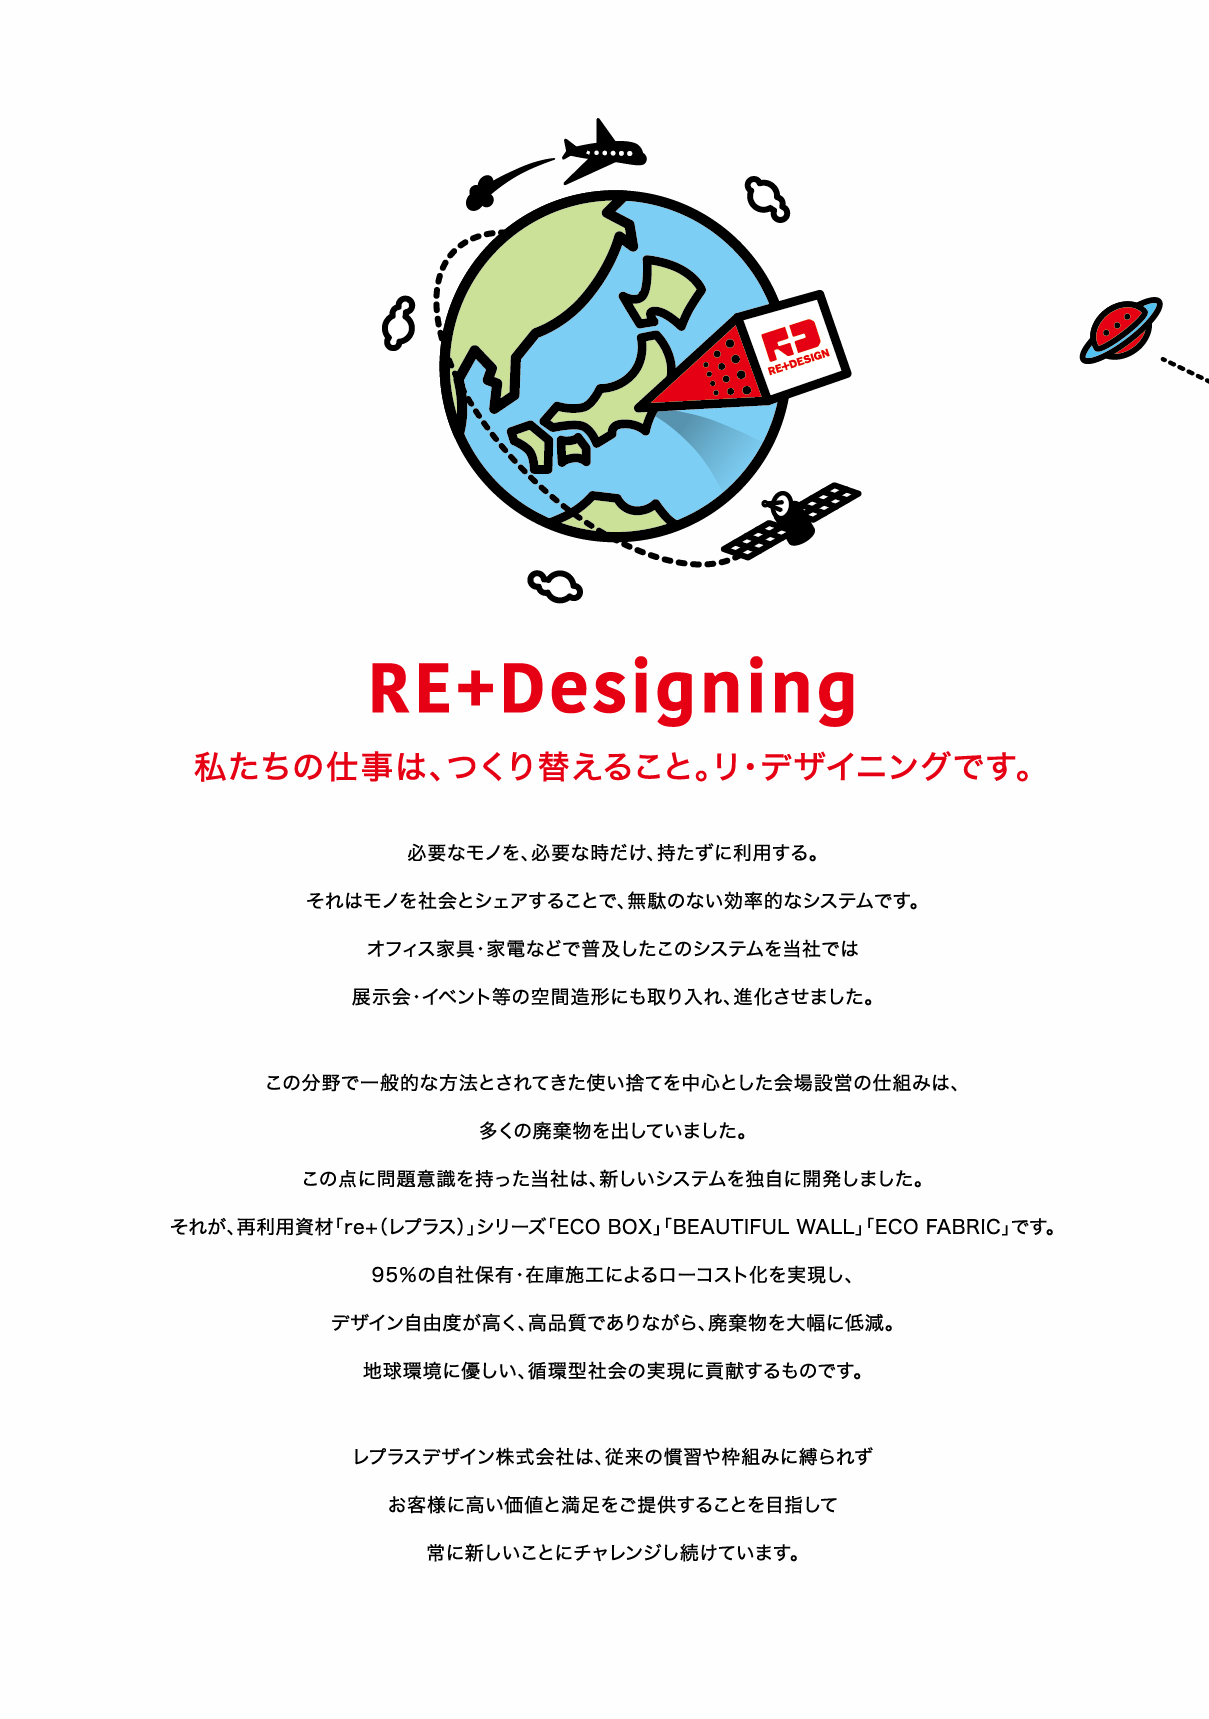 RE+DESIGN
RE+Designing
私たちの仕事は、つくり替えること。リ・デザイニングです。
必要なモノを、必要な時だけ、持たずに利用する。
それはモノを社会とシェアすることで、無駄のない効率的なシステムです。
オフィス家具・家電などで普及したこのシステムを当社では
展示会・イベント等の空間造形にも取り入れ、進化させました。
この分野で一般的な方法とされてきた使い捨てを中心とした会場設営の仕組みは、
多くの廃棄物を出していました。
この点に問題意識を持った当社は、新しいシステムを独自に開発しました。
それが、再利用資材「re+（レプラス）」シリーズ「ECO BOX」「BEAUTIFUL WALL」「ECO FABRIC」です。
95%の自社保有・在庫施工によるローコスト化を実現し、
デザイン自由度が高く、高品質でありながら、廃棄物を大幅に低減。
地球環境に優しい、循環型社会の実現に貢献するものです。
レプラスデザイン株式会社は、従来の慣習や枠組みに縛られず
お客様に高い価値と満足をご提供することを目指して
常に新しいことにチャレンジし続けています。